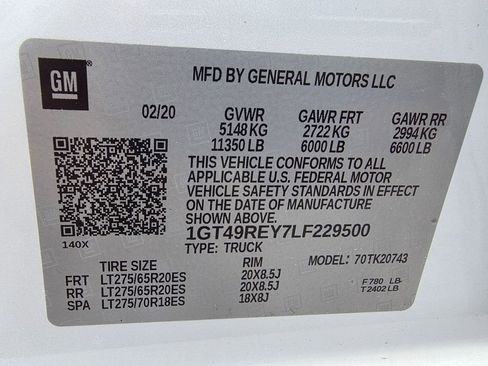 GM
MFD BY GENERAL MOTORS LLC
02/20 GVWR GAWR FRT GAWR RR
5148 KG 2722 KG 2994 KG
11350 LB 6000 LB 6600 LB
THIS VEHICLE CONFORMS TO ALL
APPLICABLE U.S. FEDERAL MOTOR
VEHICLE SAFETY STANDARDS IN EFFECT
ON THE DATE OF MANUFACTURE
SHOWN ABOVE.
1GT49REY7LF229500
140X TYPE: TRUCK
TIRE SIZE RIM MODEL: 70TK20743
FRT LT275/65R20ES 20X8.5J F780 LB
RR LT275/65R20ES 20X8.5J T2402 LB
SPA LT275/70R18ES 18X8J